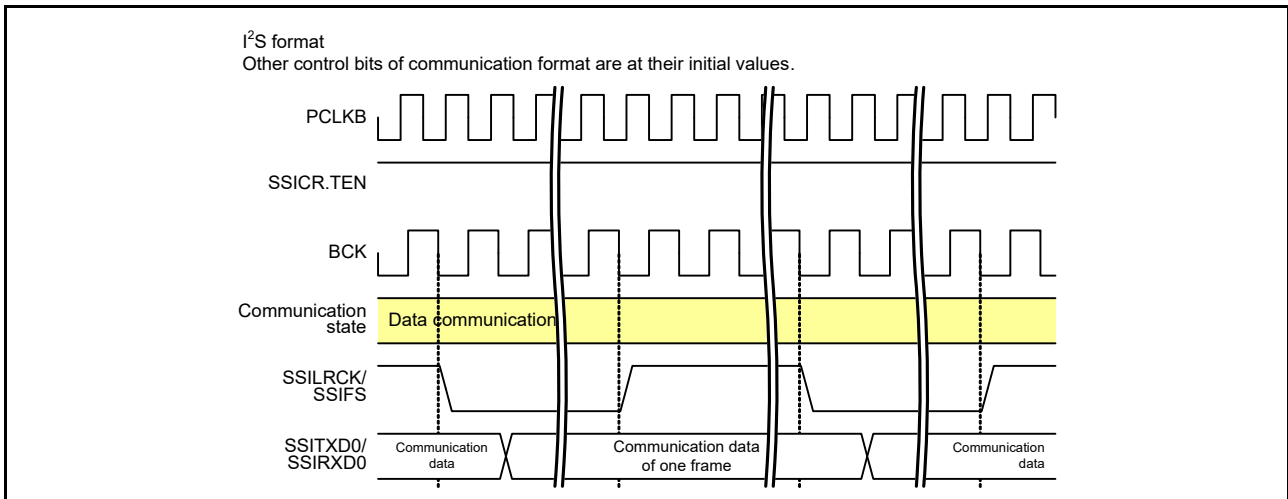 I²S format
Other control bits of communication format are at their initial values.
PCLKB
SSICR.TEN
BCK
Communication
state
Data communication
SSILRCK/
SSIFS
SSITXD0/
SSIRXD0
Communication
data
Communication data
of one frame
Communication
data